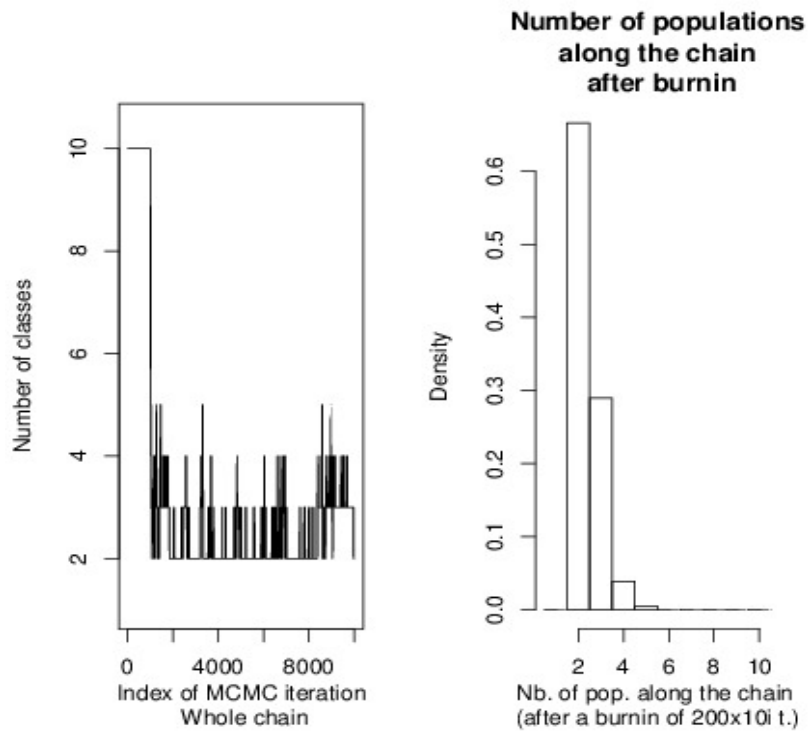 Number of classes
10
8
6
4
2
0
4000
8000
Index of MCMC iteration
Whole chain
Number of populations
along the chain
after burnin
Density
0.6
0.5
0.4
0.3
0.2
0.1
0.0
2
4
6
8
10
Nb. of pop. along the chain
(after a burnin of 200x10i t.)